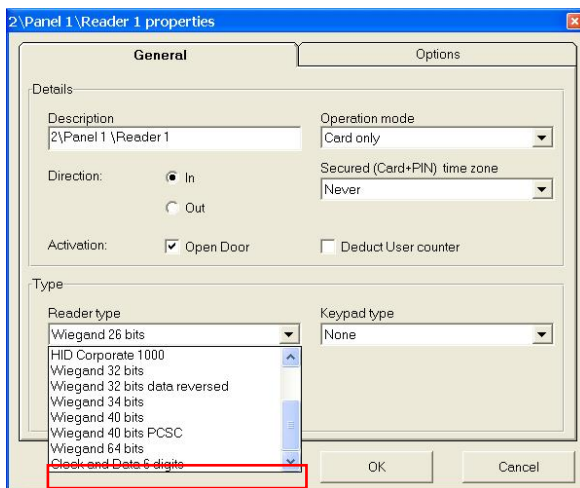 2\Panel 1\Reader 1 properties
General
Options
Details
Description
2\Panel 1 \Reader 1
Operation mode
Card only
Direction:
In
Out
Secured (Card+PIN) time zone
Never
Activation:
Open Door
Deduct User counter
Type
Reader type
Wiegand 26 bits
Keypad type
None
HID Corporate 1000
Wiegand 32 bits
Wiegand 32 bits data reversed
Wiegand 34 bits
Wiegand 40 bits
Wiegand 40 bits PCSC
Wiegand 64 bits
Clock and Data 6 digits
OK
Cancel